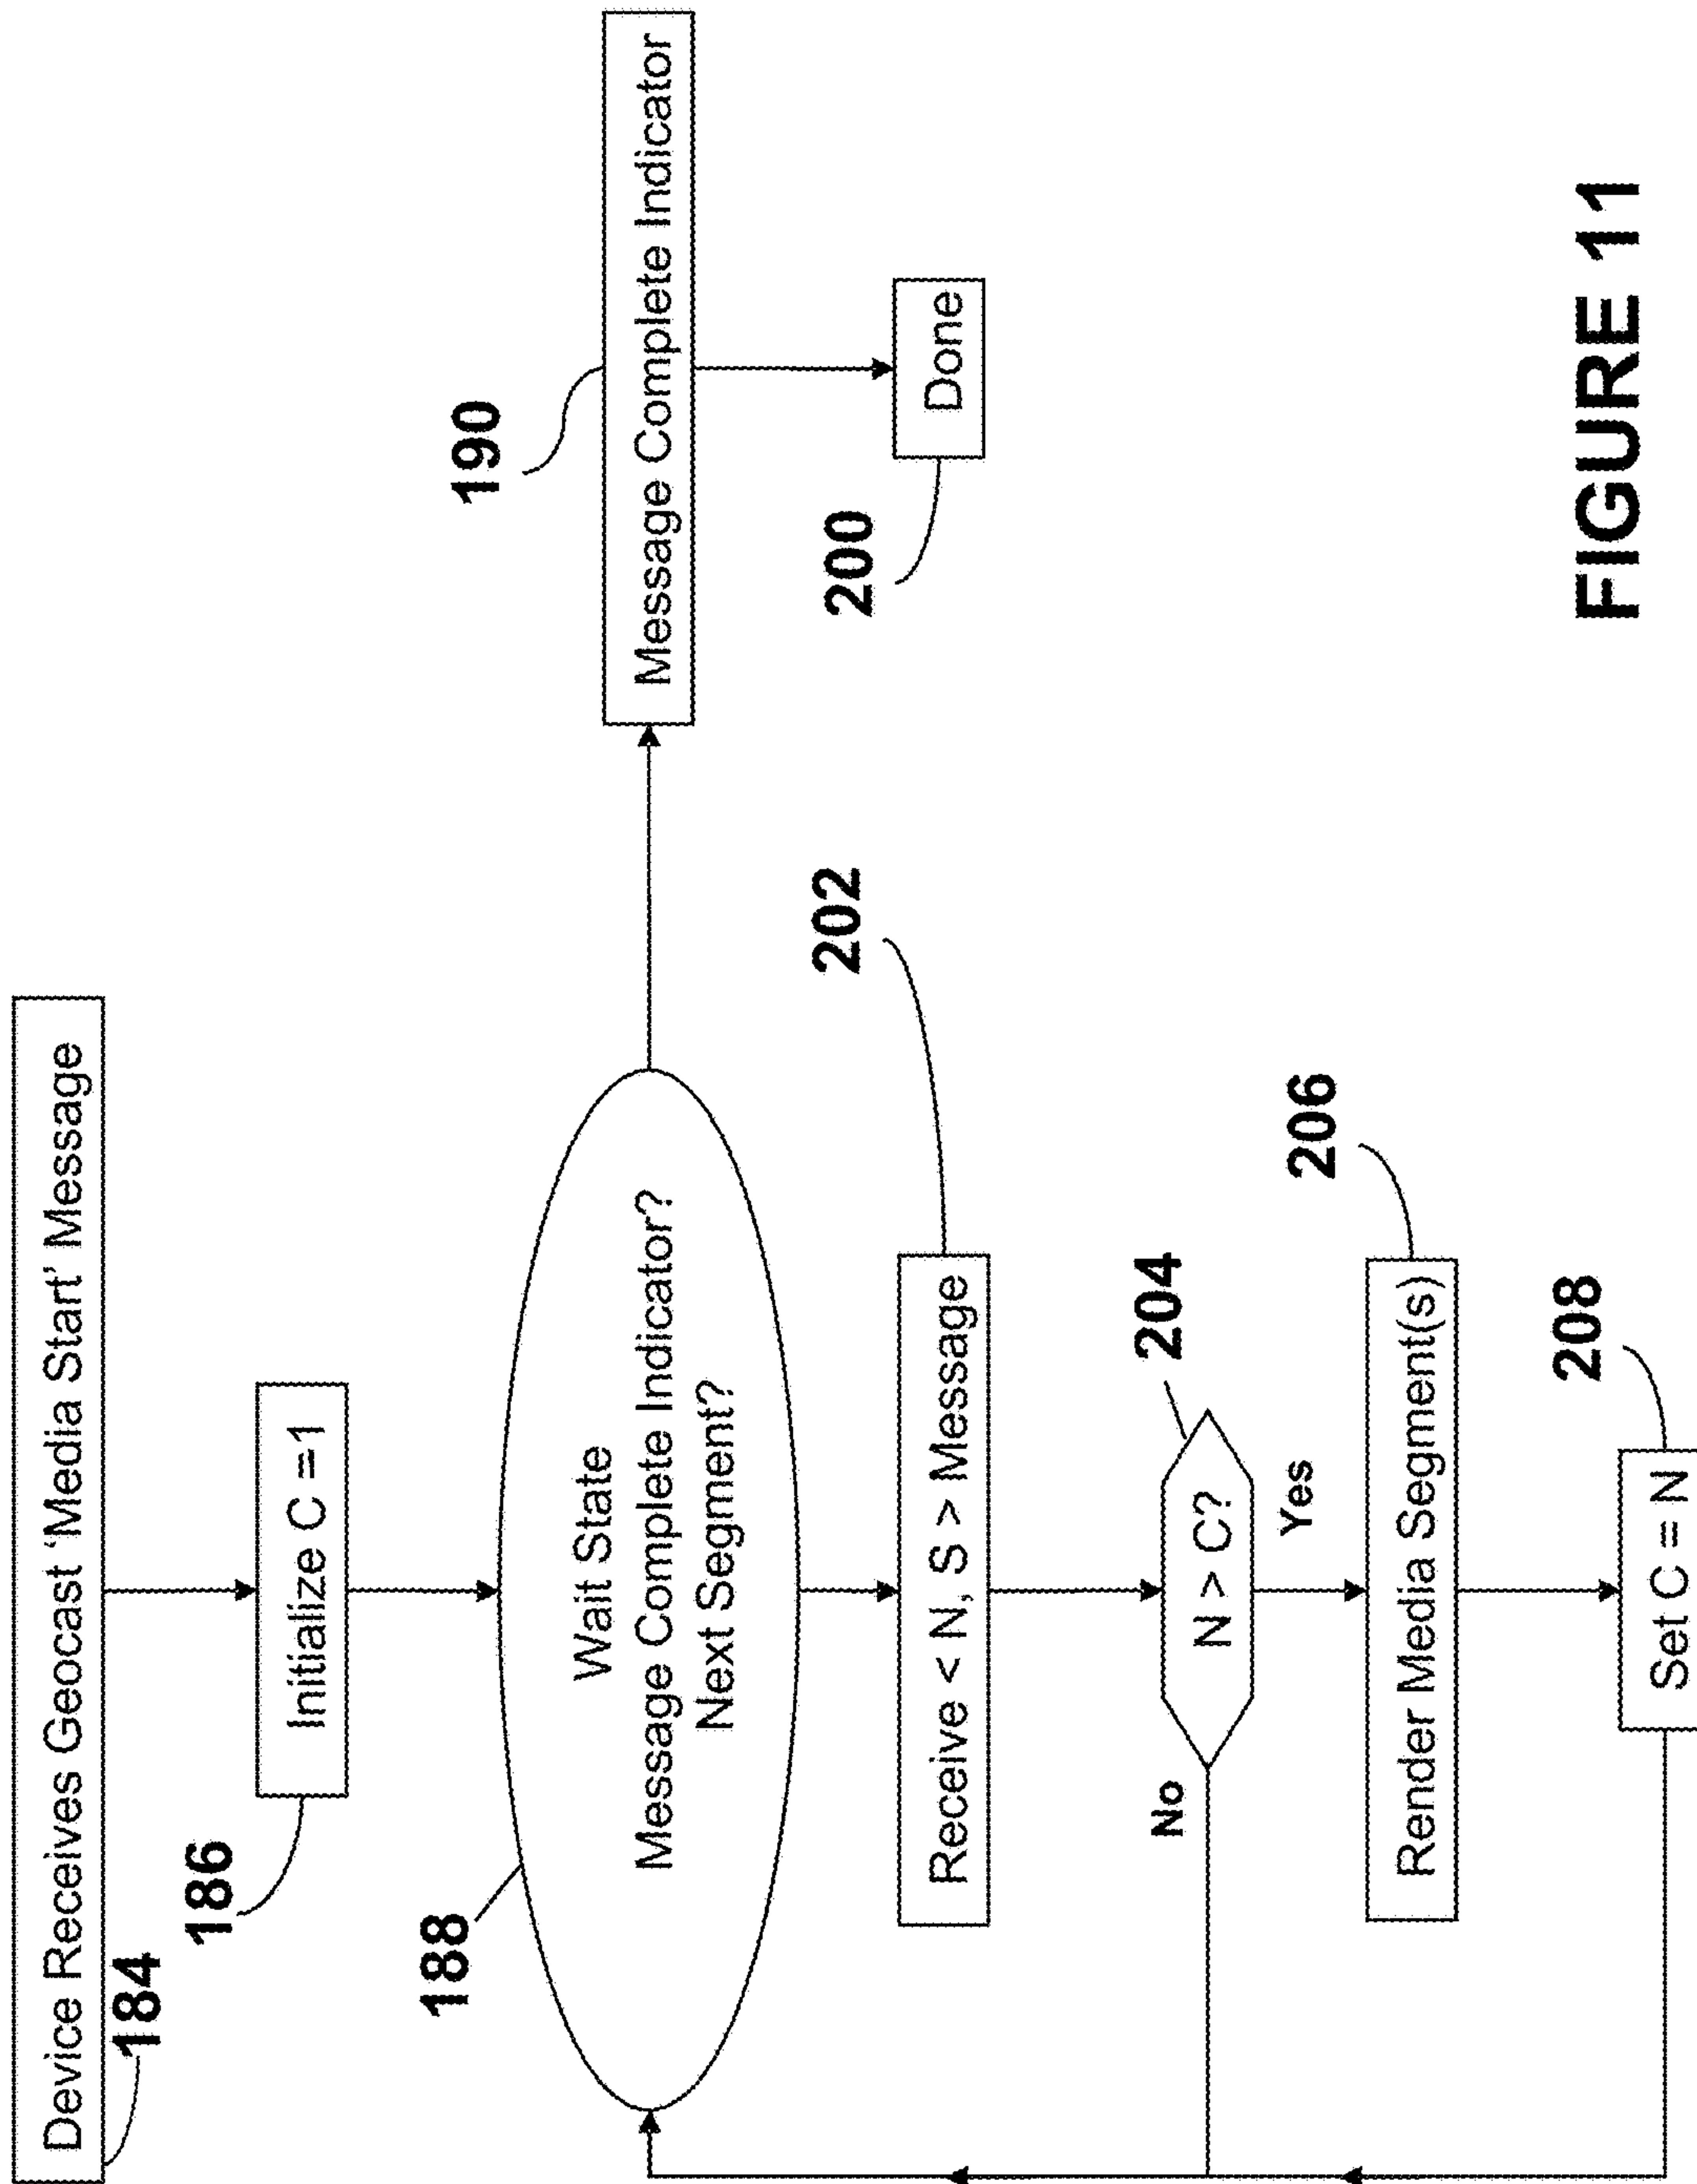 Device Receives Geocast 'Media Start' Message
184
Initialize C =1
186
Wait State
Message Complete Indicator?
Next Segment?
188
190
Message Complete Indicator
200
Done
202
Receive < N, S > Message
204
N > C?
No
Yes
206
Render Media Segment(s)
208
Set C = N
FIGURE 11